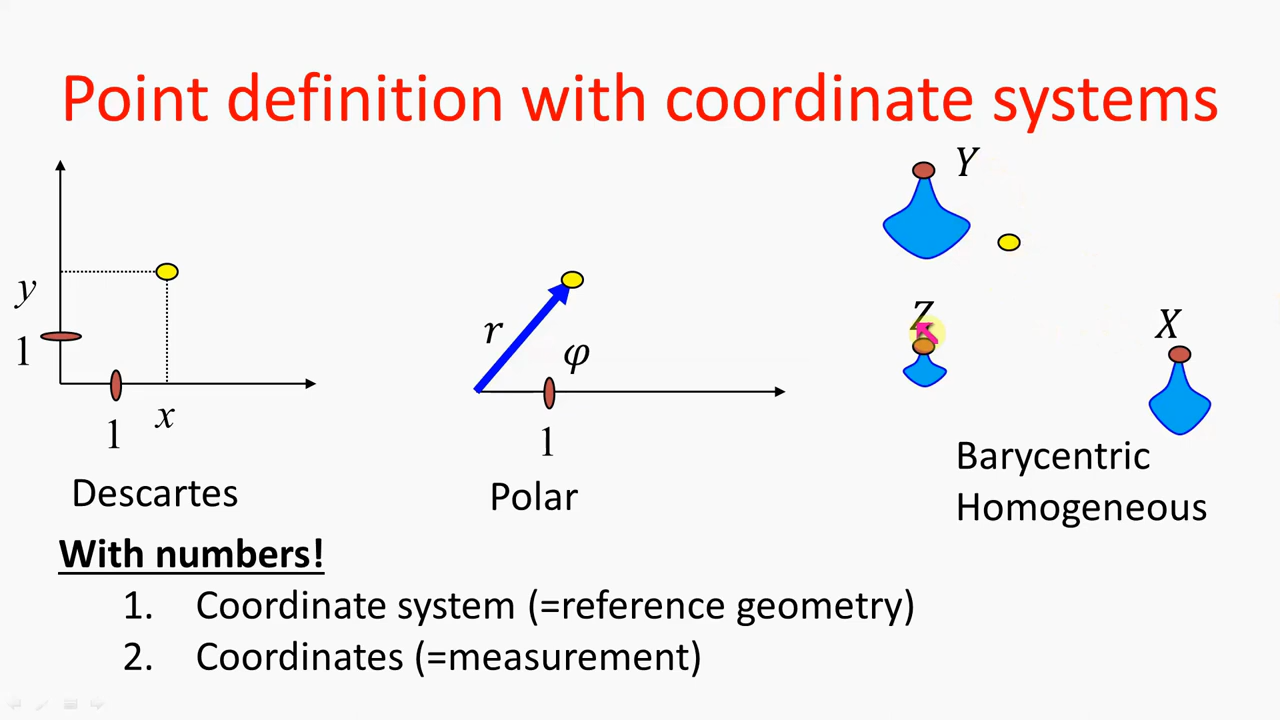 Point definition with coordinate systems
y
1
1
x
Descartes
r
φ
1
Polar
Y
Z
X
Barycentric
Homogeneous
With numbers!
1. Coordinate system (=reference geometry)
2. Coordinates (=measurement)